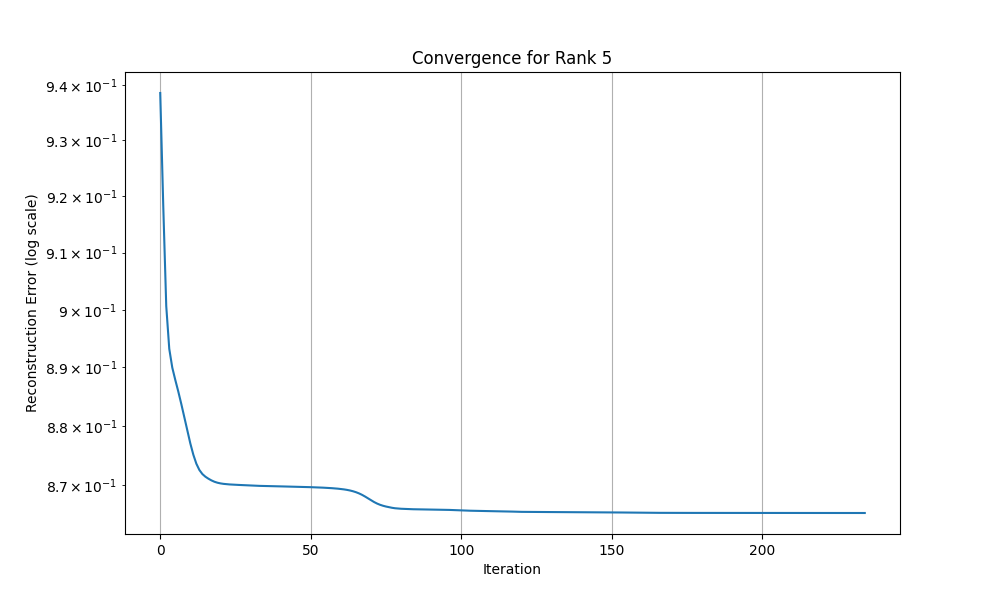 Convergence for Rank 5
Reconstruction Error (log scale)
9.4 × 10⁻¹
9.3 × 10⁻¹
9.2 × 10⁻¹
9.1 × 10⁻¹
9 × 10⁻¹
8.9 × 10⁻¹
8.8 × 10⁻¹
8.7 × 10⁻¹
0 50 100 150 200
Iteration